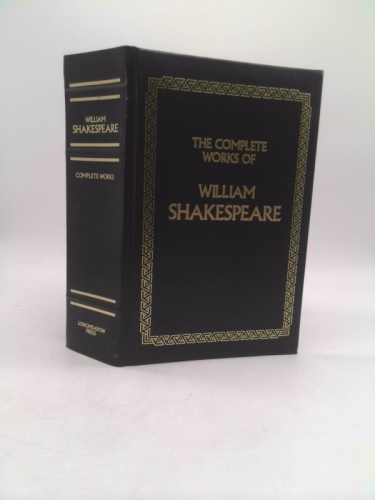 WILLIAM
SHAKESPEARE
COMPLETE WORKS
LONGMEADOW
PRESS
THE COMPLETE
WORKS OF
WILLIAM
SHAKESPEARE